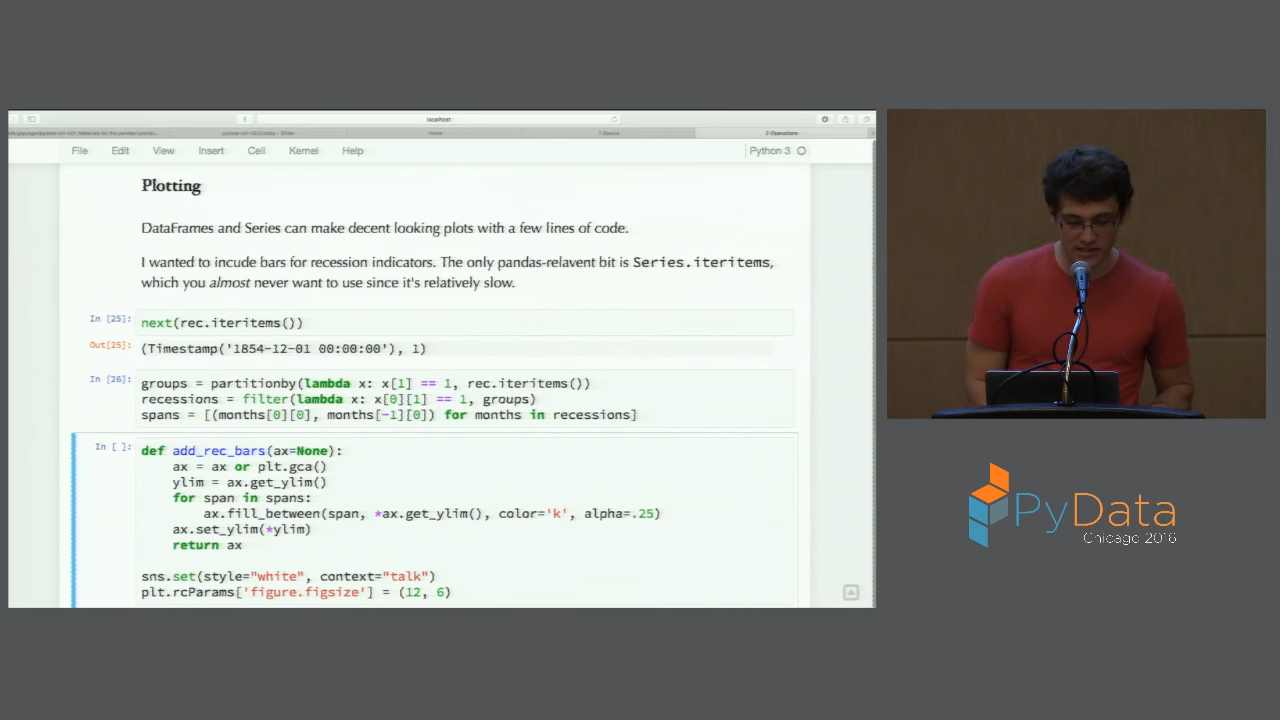 localhost
Home
1-Basics
2-Operations
File Edit View Insert Cell Kernel Help Python 3
Plotting
DataFrames and Series can make decent looking plots with a few lines of code.
I wanted to incude bars for recession indicators. The only pandas-relavent bit is Series.iteritems,
which you almost never want to use since it's relatively slow.
In [25]: next(rec.iteritems())
Out[25]: (Timestamp('1854-12-01 00:00:00'), 1)
In [26]: groups = partitionby(lambda x: x[1] == 1, rec.iteritems())
recessions = filter(lambda x: x[0][1] == 1, groups)
spans = [(months[0][0], months[-1][0]) for months in recessions]
In [ ]: def add_rec_bars(ax=None):
ax = ax or plt.gca()
ylim = ax.get_ylim()
for span in spans:
ax.fill_between(span, *ax.get_ylim(), color='k', alpha=.25)
ax.set_ylim(*ylim)
return ax
sns.set(style="white", context="talk")
plt.rcParams['figure.figsize'] = (12, 6)
PyData
Chicago 2016